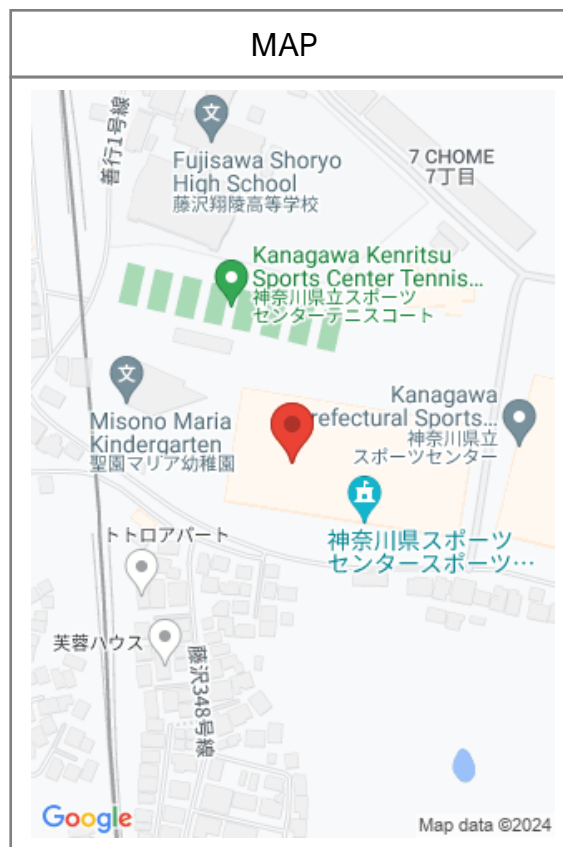 MAP
善行1号線
Fujisawa Shoryo
High School
藤沢翔陵高等学校
7 CHOME
7丁目
Kanagawa Kenritsu
Sports Center Tennis...
神奈川県立スポーツ
センターテニスコート
Misono Maria
Kindergarten
聖園マリア幼稚園
Kanagawa
refectural Sports...
神奈川県立
スポーツセンター
神奈川県スポーツ
センタースポーツ…
トトロアパート
芙蓉ハウス
藤沢348号線
文
文
Google
Map data ©2024